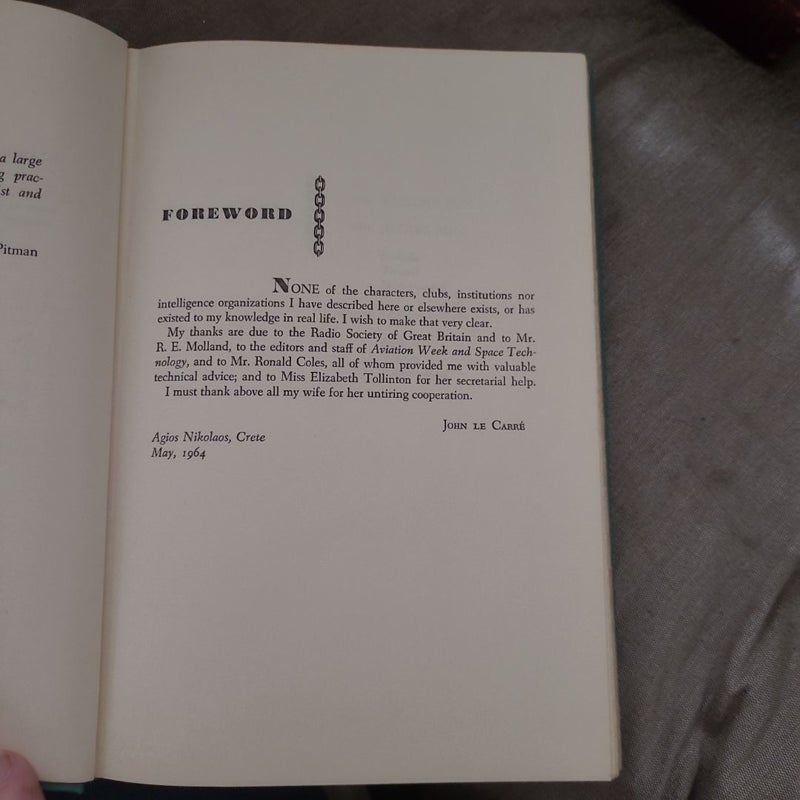 a large
g prac-
st and
Pitman
FOREWORD
NONE of the characters, clubs, institutions nor
intelligence organizations I have described here or elsewhere exists, or has
existed to my knowledge in real life. I wish to make that very clear.
My thanks are due to the Radio Society of Great Britain and to Mr.
R. E. Molland, to the editors and staff of Aviation Week and Space Tech-
nology, and to Mr. Ronald Coles, all of whom provided me with valuable
technical advice; and to Miss Elizabeth Tollinton for her secretarial help.
I must thank above all my wife for her untiring cooperation.
JOHN LE CARRÉ
Agios Nikolaos, Crete
May, 1964